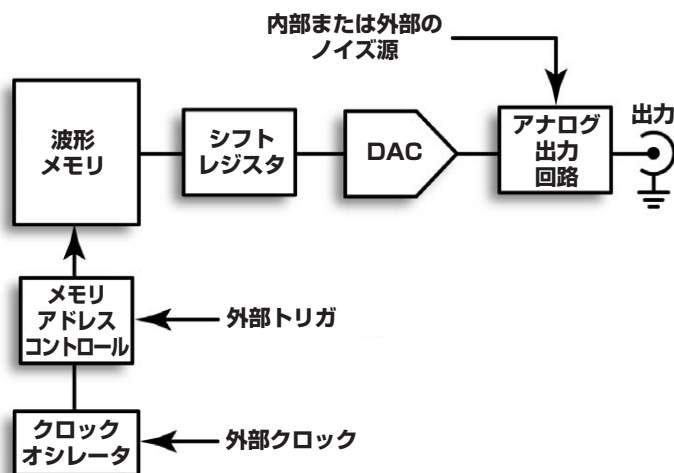 内部または外部の
ノイズ源
波形
メモリ
シフト
レジスタ
DAC
アナログ
出力
回路
出力
メモリ
アドレス
コントロール
外部トリガ
クロック
オシレータ
外部クロック